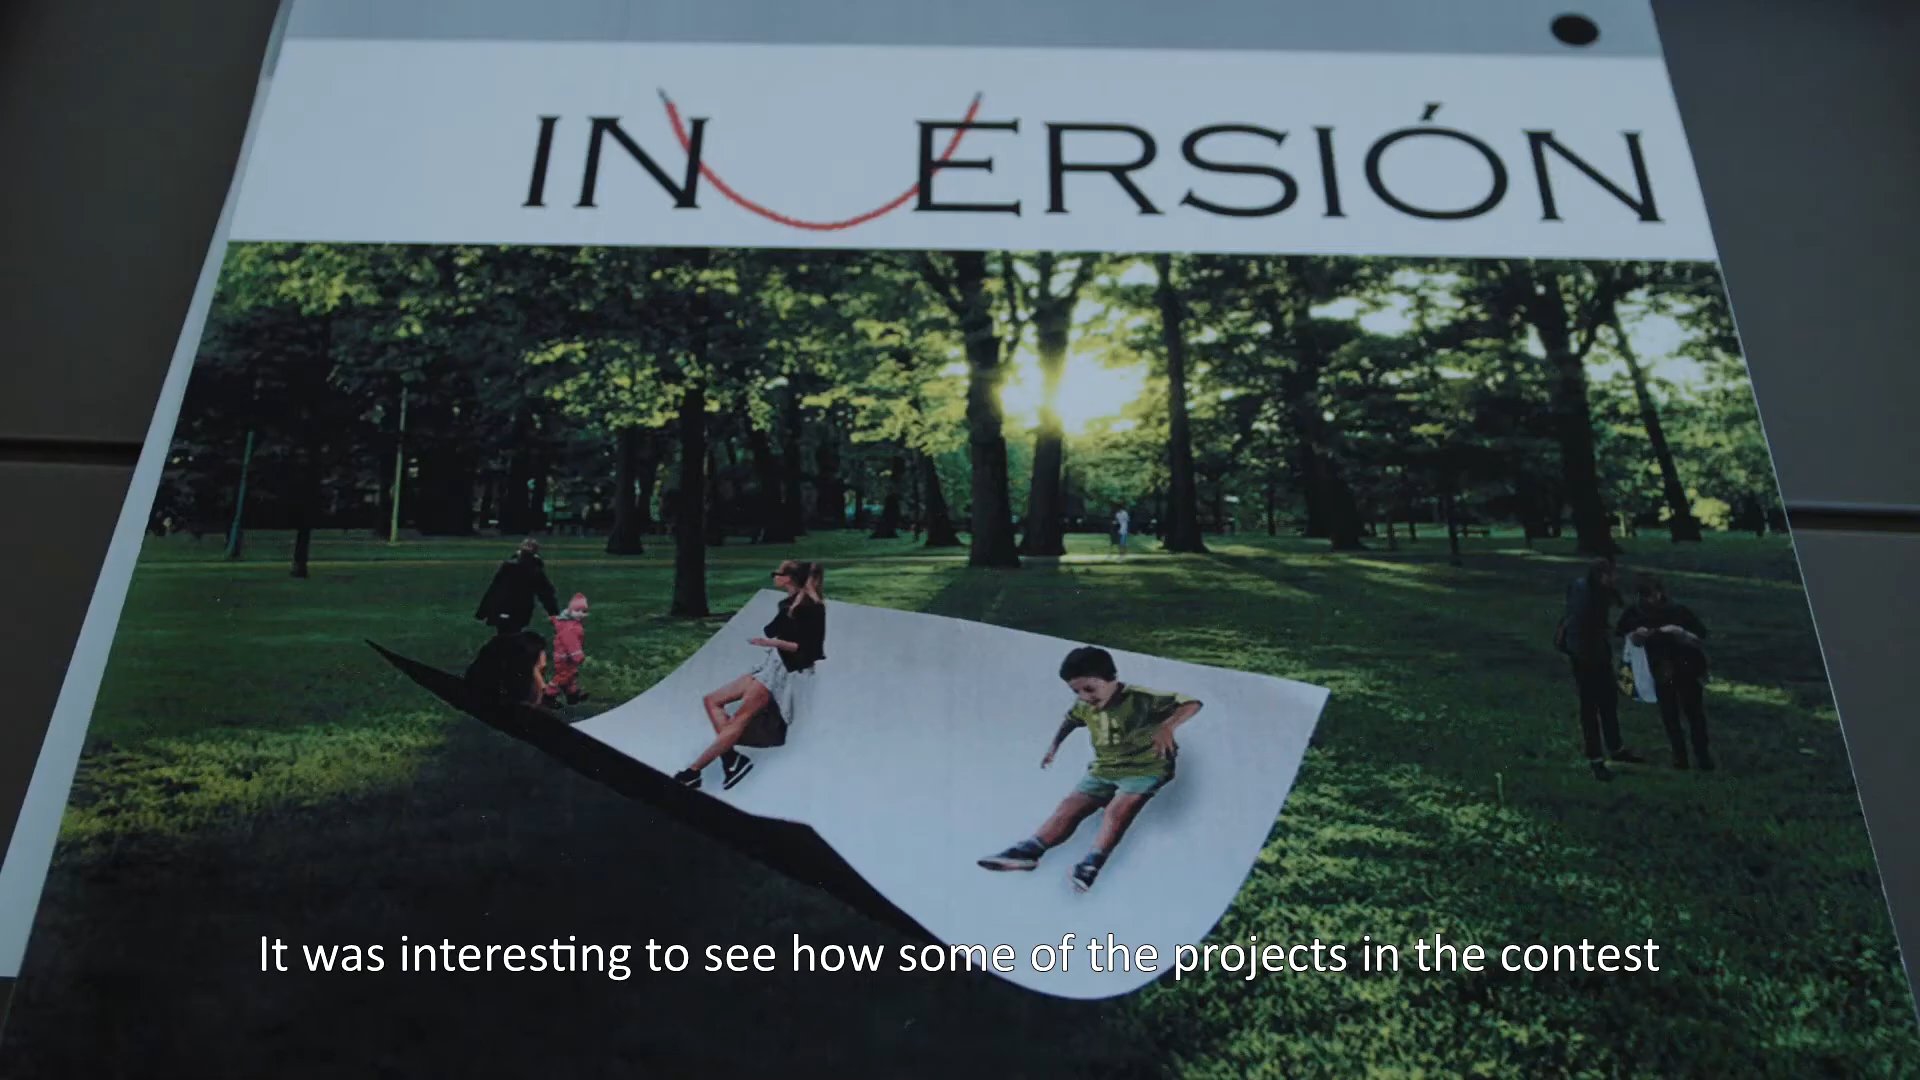 INVERSIÓN
It was interesting to see how some of the projects in the contest